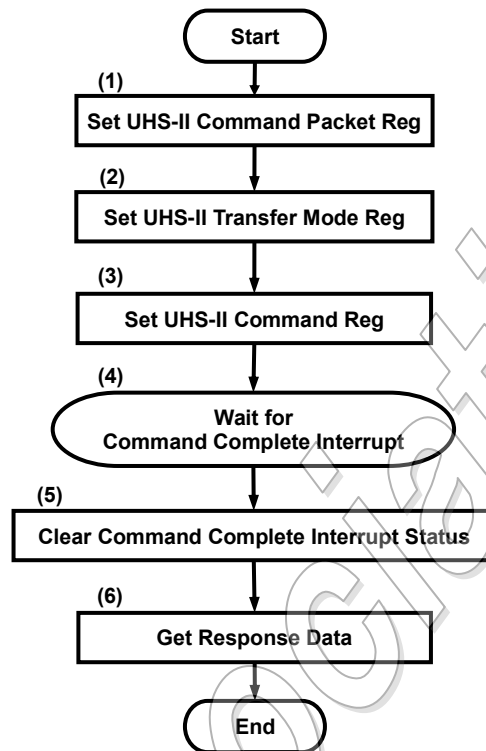 Start
(1)
Set UHS-II Command Packet Reg
(2)
Set UHS-II Transfer Mode Reg
(3)
Set UHS-II Command Reg
(4)
Wait for
Command Complete Interrupt
(5)
Clear Command Complete Interrupt Status
(6)
Get Response Data
End